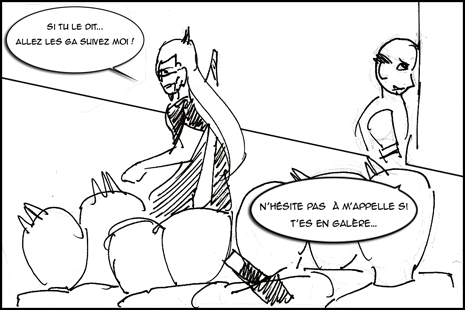 SI TU LE DIT...
ALLEZ LES GA SUIVEZ MOI !
N'HÉSITE PAS À M'APPELLE SI
T'ES EN GALÈRE...